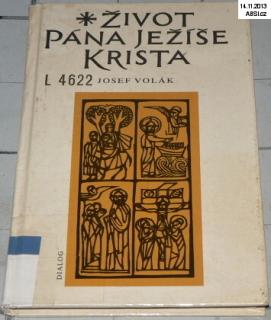 14.11.2013
ABSI.cz
*ŽIVOT
PÁNA JEŽÍŠE
KRISTA
L 4622
JOSEF VOLÁK
DIALOG